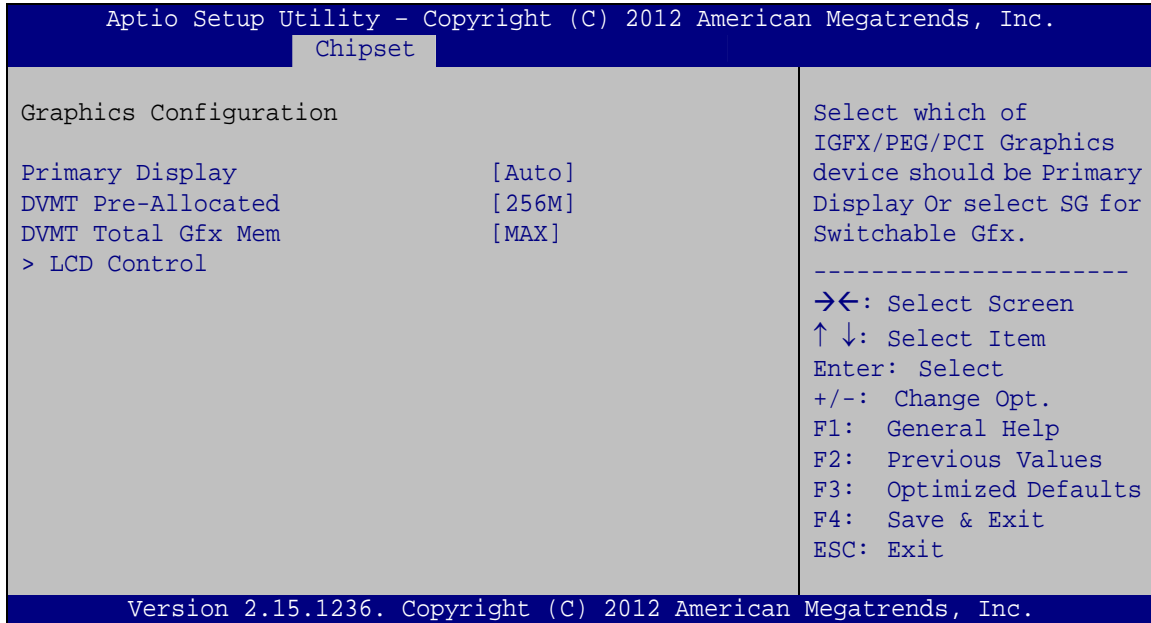 Aptio Setup Utility – Copyright (C) 2012 American Megatrends, Inc.
Chipset
Graphics Configuration
Primary Display [Auto]
DVMT Pre-Allocated [256M]
DVMT Total Gfx Mem [MAX]
> LCD Control
Select which of
IGFX/PEG/PCI Graphics
device should be Primary
Display Or select SG for
Switchable Gfx.
----------------------
→←: Select Screen
↑ ↓: Select Item
Enter: Select
+/-: Change Opt.
F1: General Help
F2: Previous Values
F3: Optimized Defaults
F4: Save & Exit
ESC: Exit
Version 2.15.1236. Copyright (C) 2012 American Megatrends, Inc.